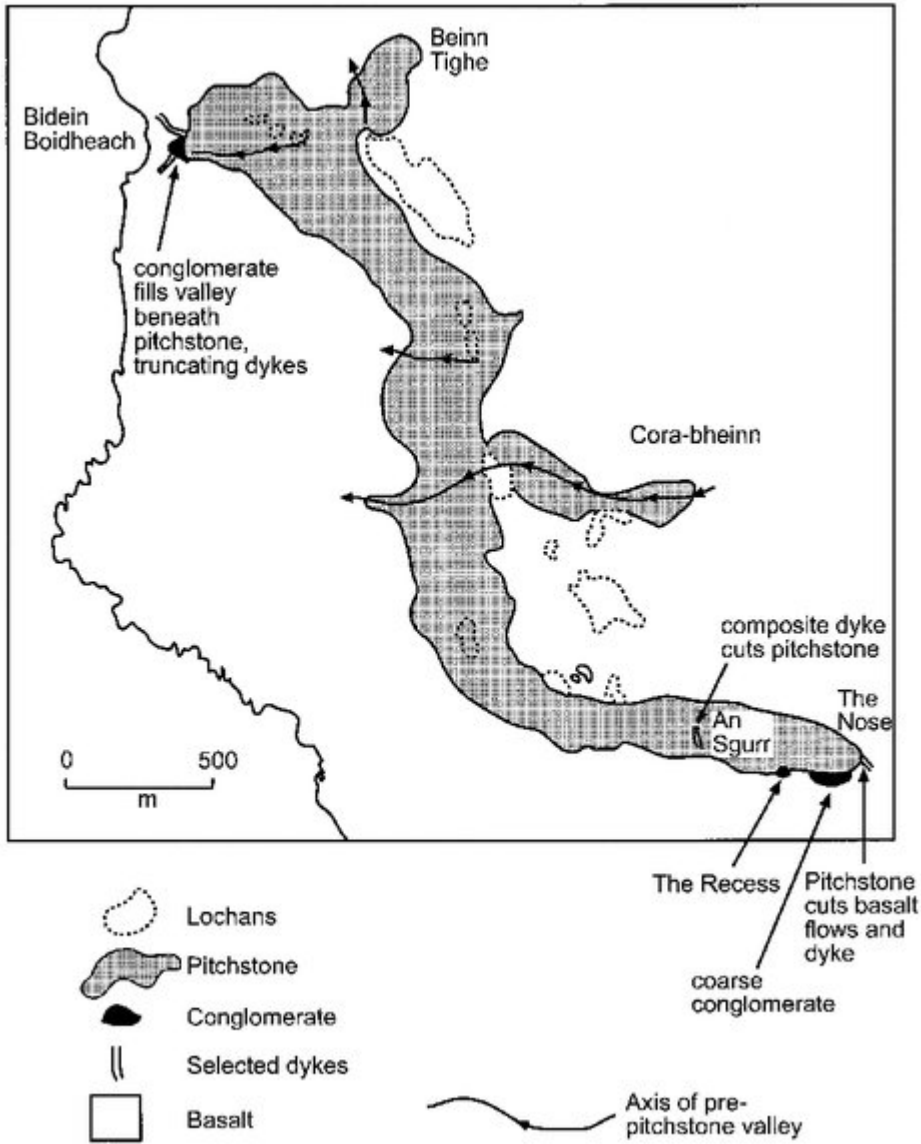 Beinn
Tighe
Bidein
Boidheach
conglomerate
fills valley
beneath
pitchstone,
truncating dykes
Cora-bheinn
composite dyke
cuts pitchstone
The
Nose
An
Sgurr
0 500
m
The Recess
Pitchstone
cuts basalt
flows and
dyke
coarse
conglomerate
Lochans
Pitchstone
Conglomerate
Selected dykes
Basalt
Axis of pre-
pitchstone valley